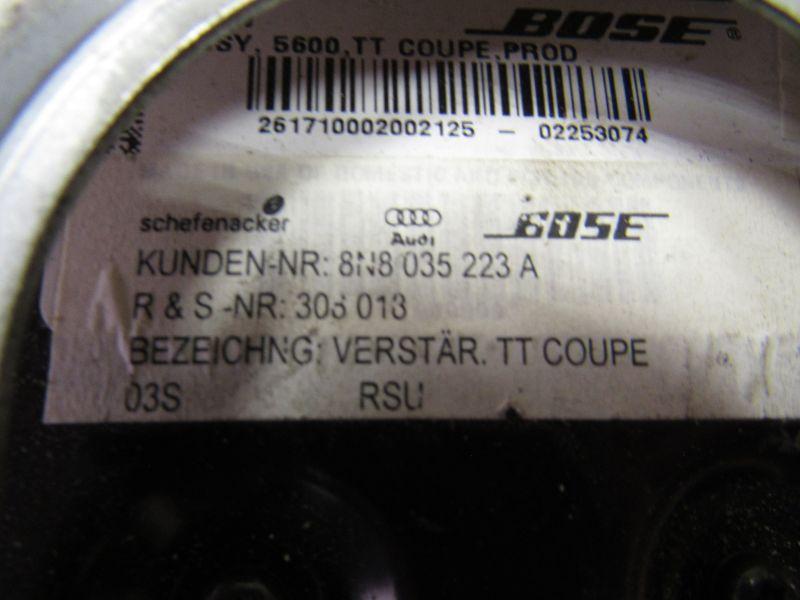 BOSE®
SY, 5600,TT COUPE,PROD
261710002002125 - 02253074
schefenacker Audi BOSE
KUNDEN-NR: 8N8 035 223 A
R & S -NR: 303 013
BEZEICHNG: VERSTÄR. TT COUPE
03S RSU